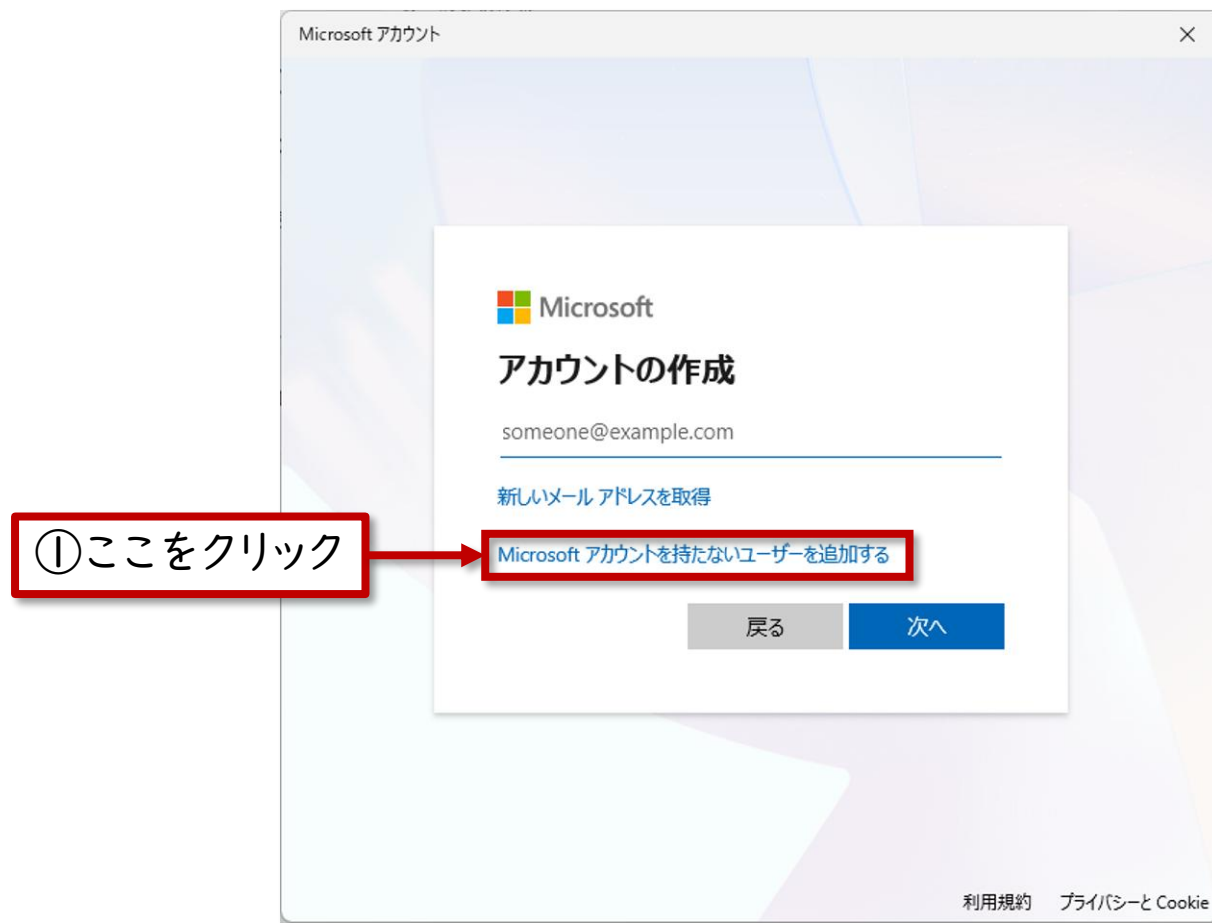 Microsoft アカウント
Microsoft
アカウントの作成
someone@example.com
新しいメール アドレスを取得
①ここをクリック
Microsoft アカウントを持たないユーザーを追加する
戻る
次へ
利用規約
プライバシーと Cookie